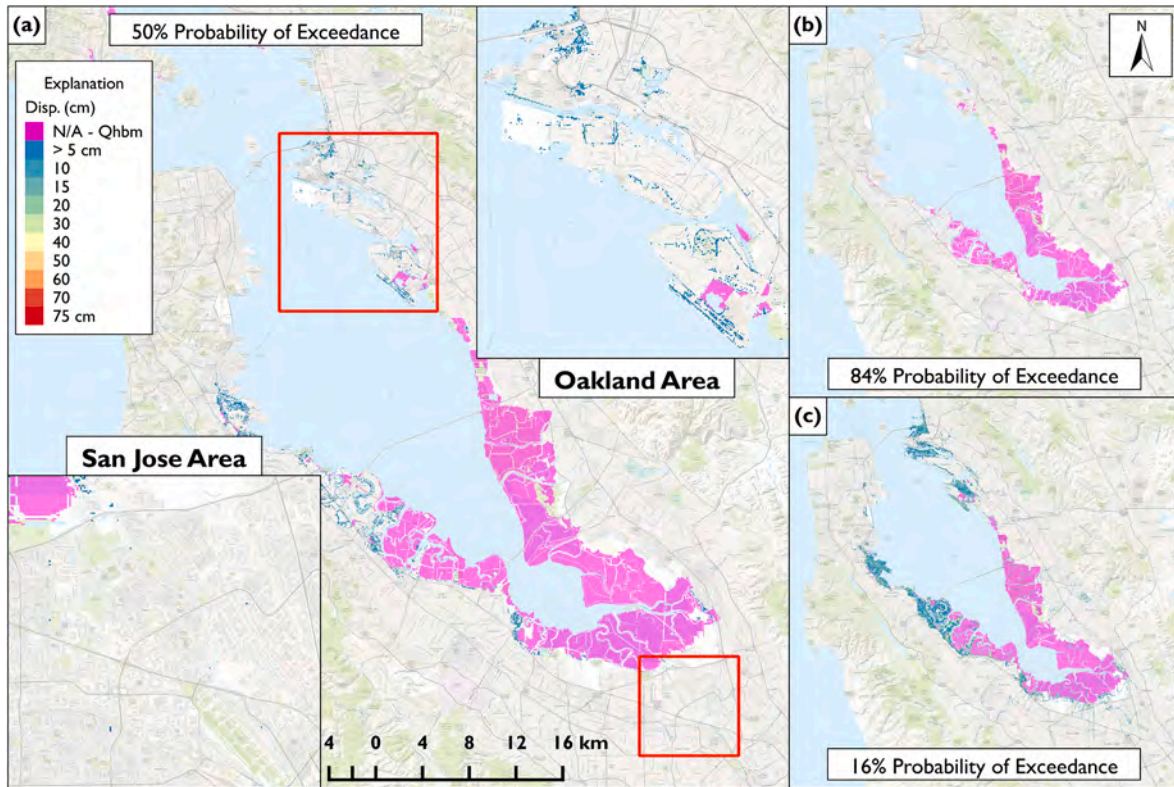 (a)
50% Probability of Exceedance
Explanation
Disp. (cm)
N/A - Qhbm
> 5 cm
10
15
20
30
40
50
60
70
75 cm
Oakland Area
San Jose Area
4 0 4 8 12 16 km
(b)
N
84% Probability of Exceedance
(c)
16% Probability of Exceedance